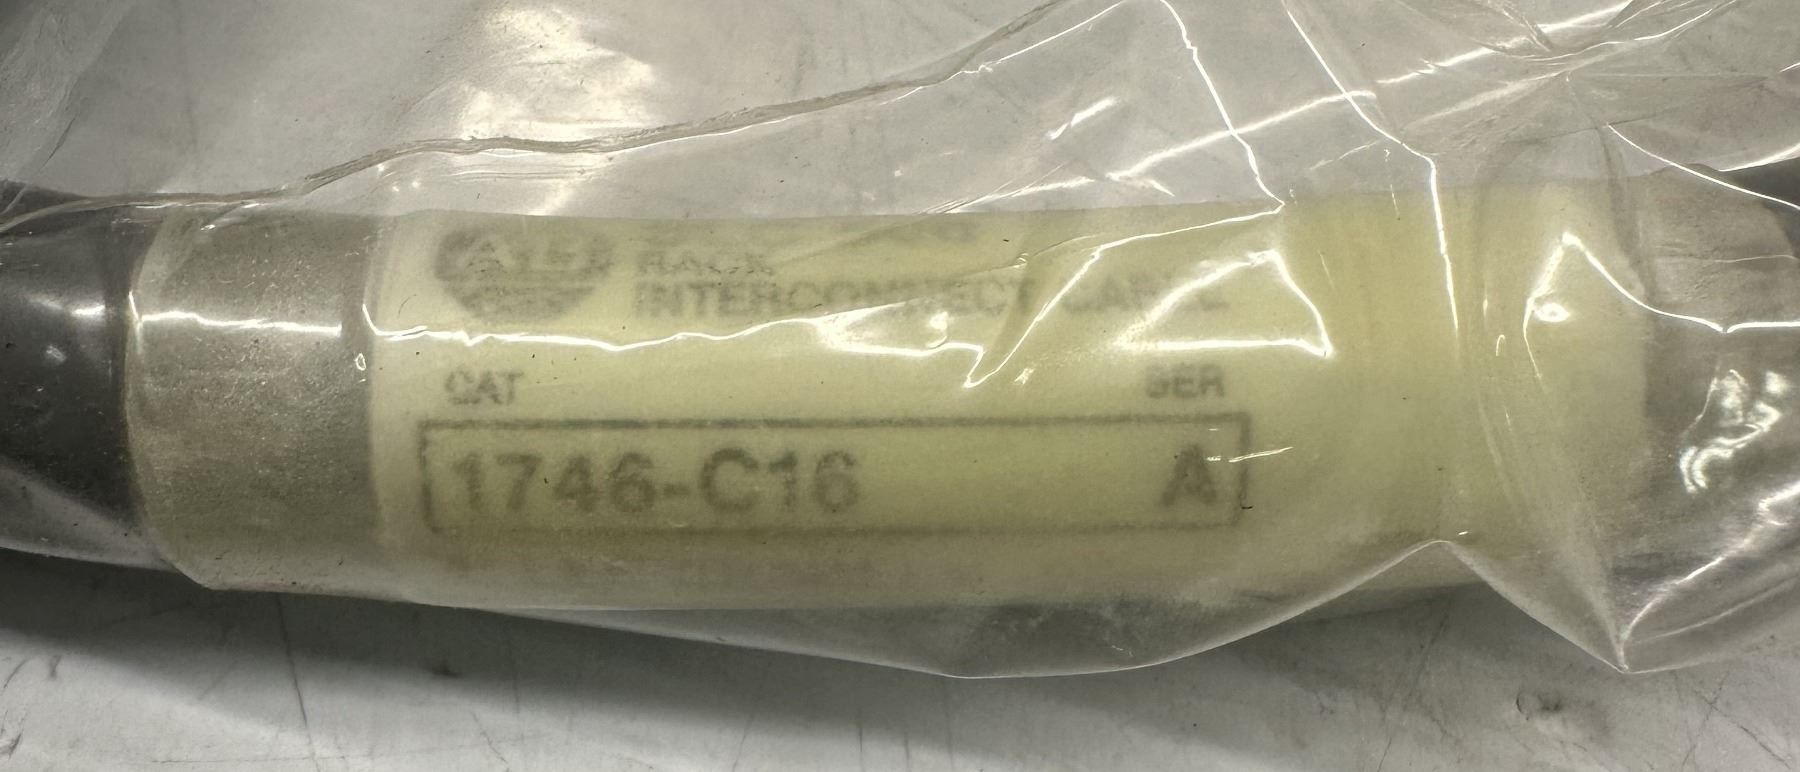 RACK
INTERCONNECT CABLE
CAT SER
1746-C16 A